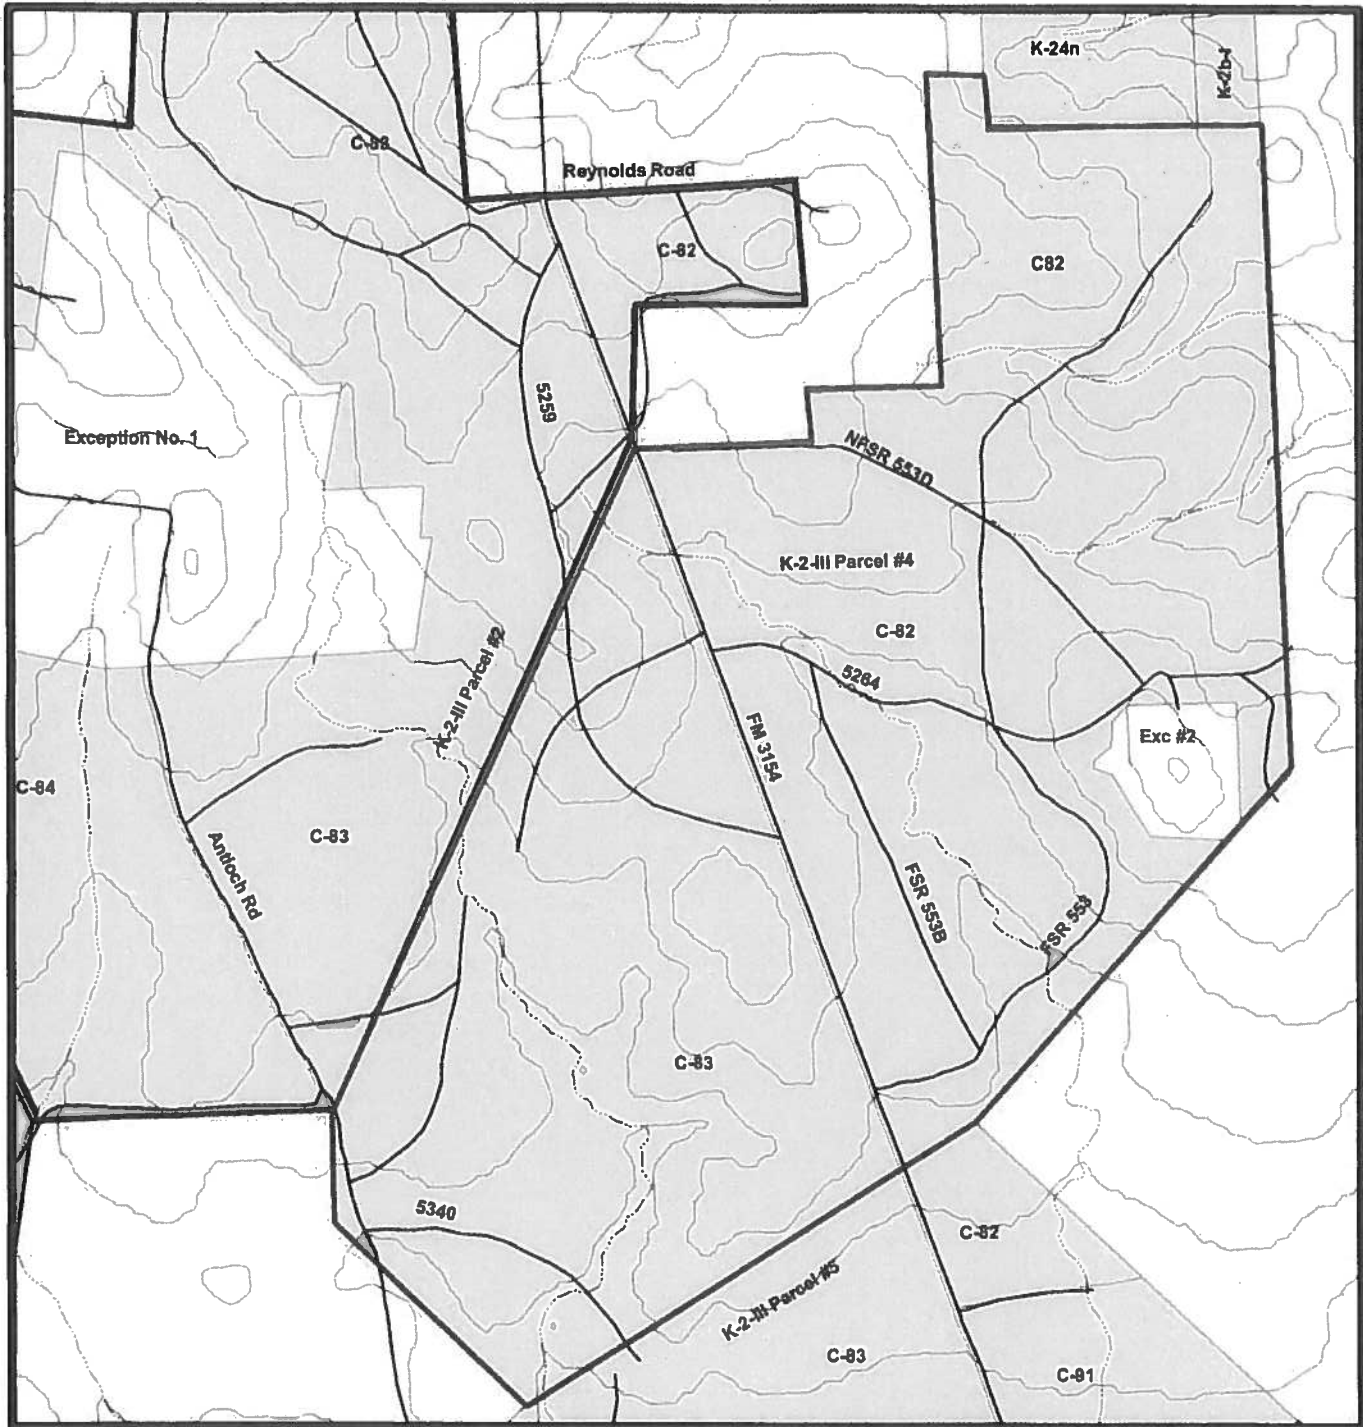 K-24n
K-2b-I
C-83
Reynolds Road
C-82
C82
5259
Exception No. 1
NFSR 553D
K-2-III Parcel #4
C-82
K-2-III Parcel #2
5264
FM 3154
Exc #2
C-84
C-83
Antioch Rd
FSR 553B
FSR 553
C-83
5340
C-82
K-2-III Parcel #5
C-83
C-91